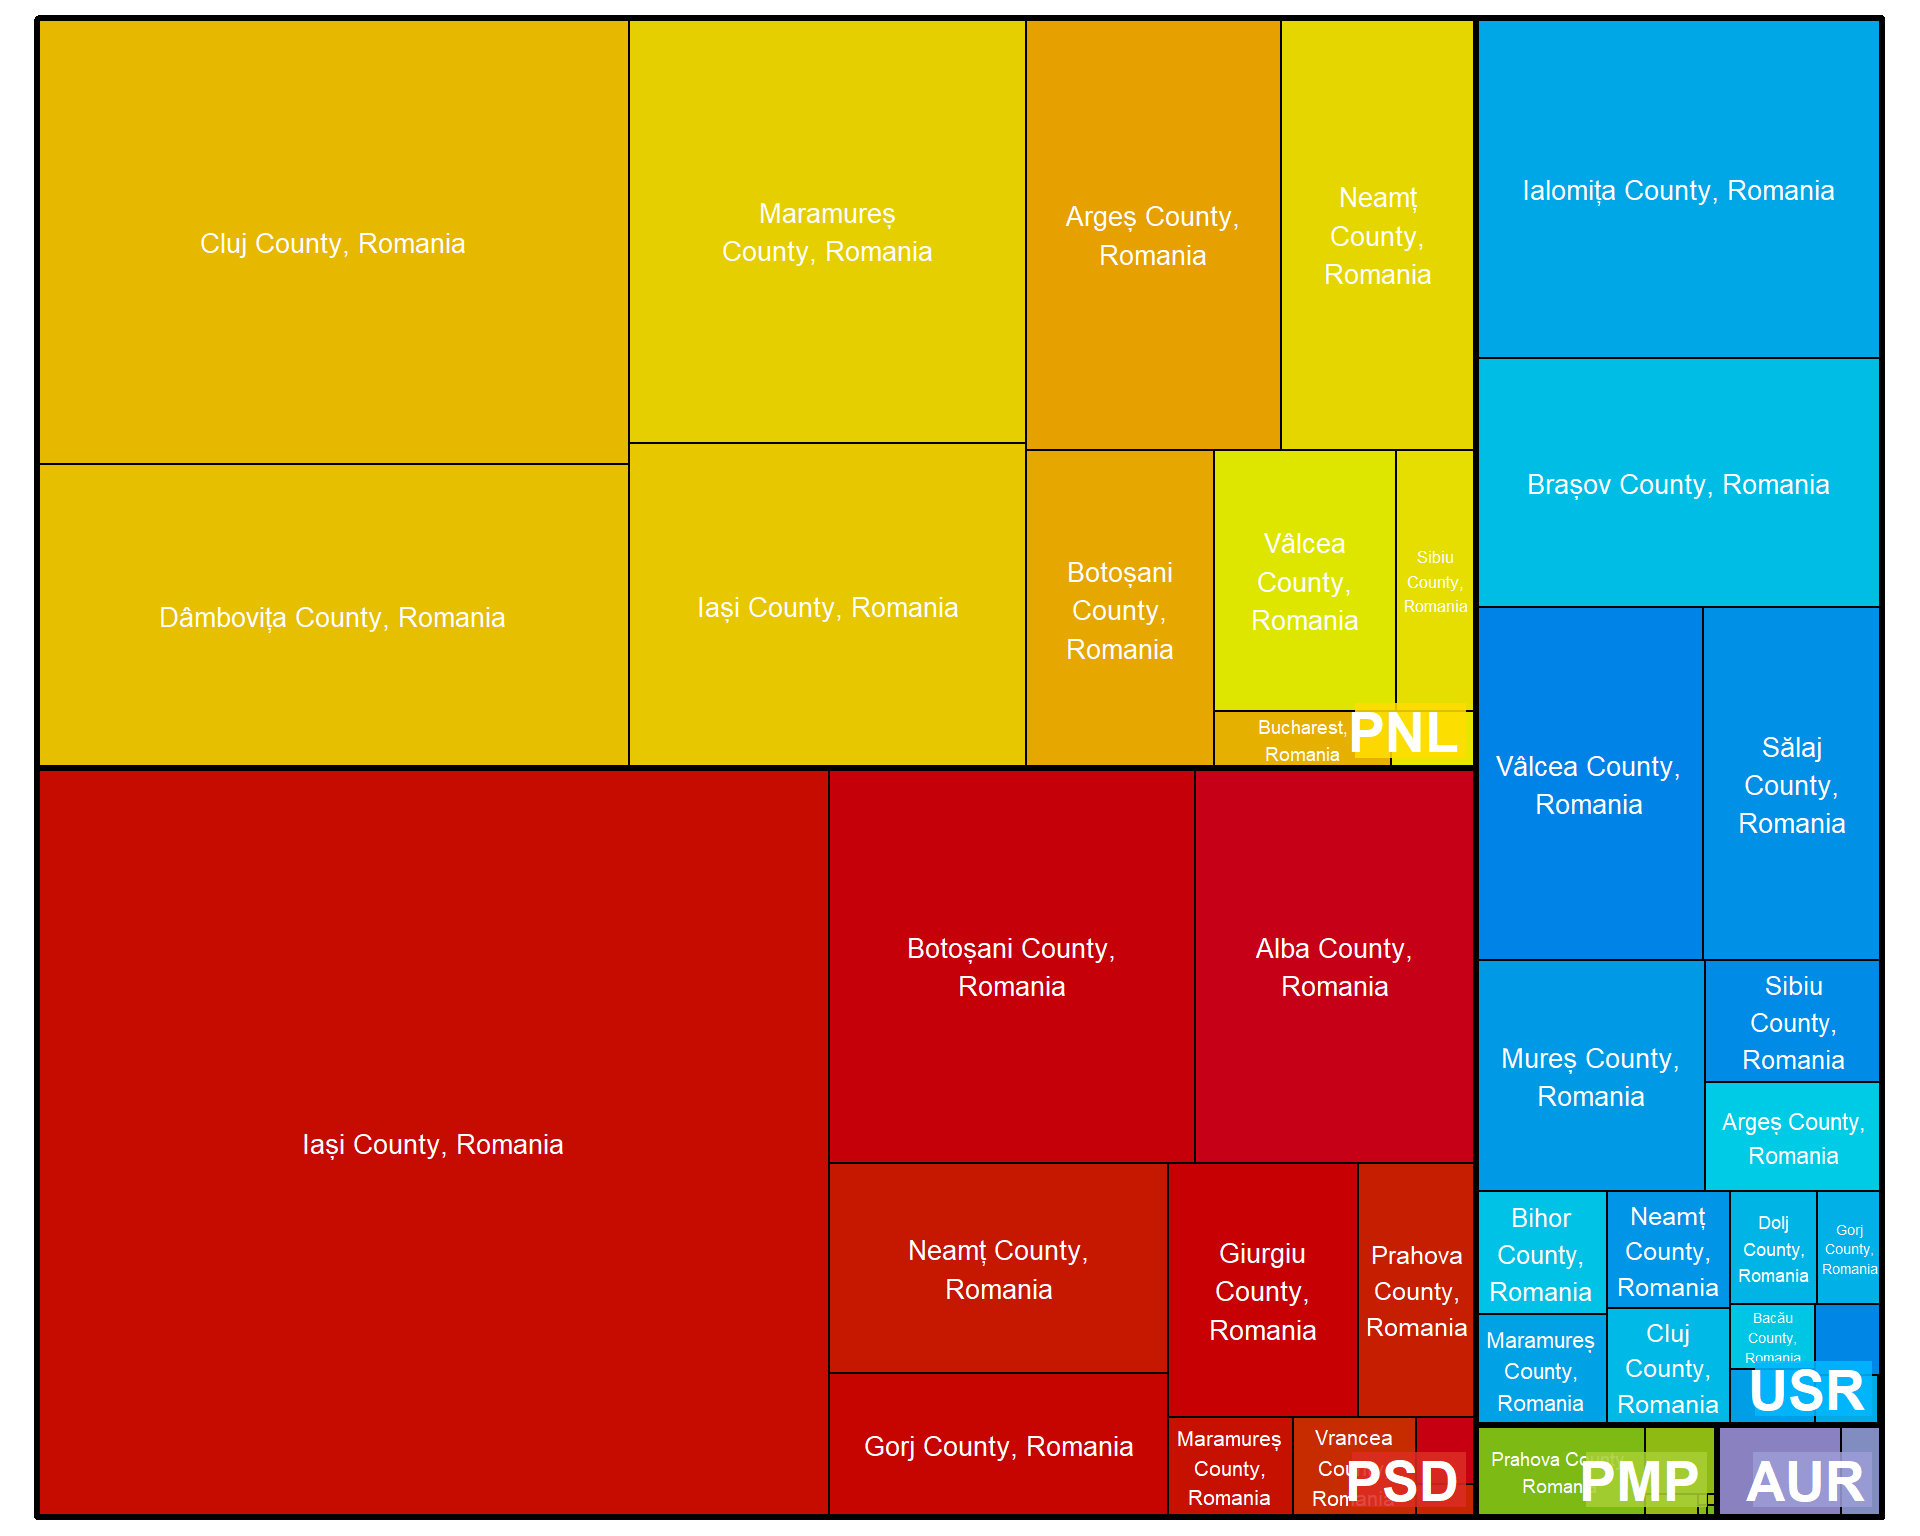 Cluj County, Romania
Dâmbovița County, Romania
Maramureș
County, Romania
Iași County, Romania
Argeș County,
Romania
Neamț
County,
Romania
Botoșani
County,
Romania
Vâlcea
County,
Romania
Sibiu
County,
Romania
Bucharest,
Romania
PNL
Iași County, Romania
Botoșani County,
Romania
Alba County,
Romania
Neamț County,
Romania
Gorj County, Romania
Giurgiu
County,
Romania
Prahova
County,
Romania
Maramureș
County,
Romania
Vrancea
County,
Romania
PSD
Ialomița County, Romania
Brașov County, Romania
Vâlcea County,
Romania
Sălaj
County,
Romania
Mureș County,
Romania
Sibiu
County,
Romania
Argeș County,
Romania
Bihor
County,
Romania
Neamț
County,
Romania
Dolj
County,
Romania
Gorj
County,
Romania
Maramureș
County,
Romania
Cluj
County,
Romania
Bacău
County,
Romania
USR
Prahova County,
Romania
PMP
AUR